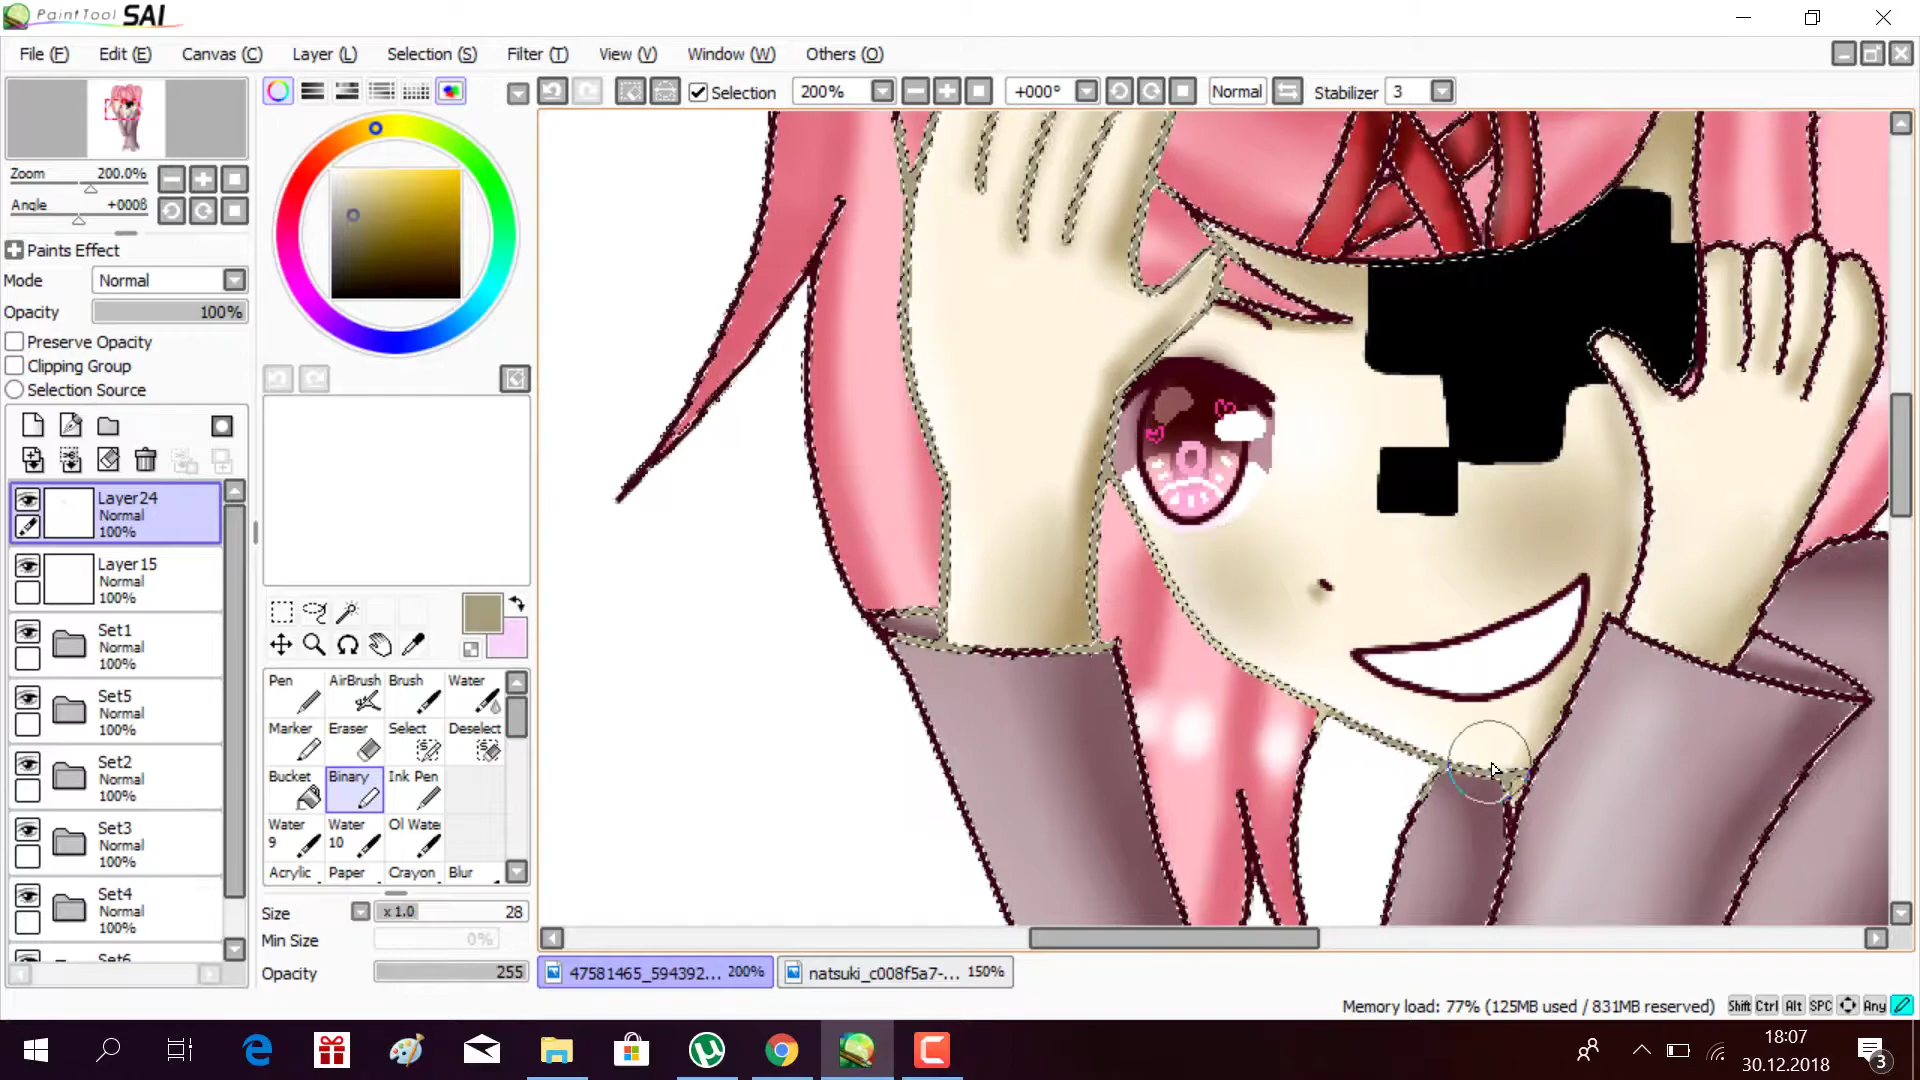 PaintTool SAI
File (F) Edit (E) Canvas (C) Layer (L) Selection (S) Filter (T) View (V) Window (W) Others (O)
Selection 200% +000° Normal Stabilizer 3
Zoom 200.0%
Angle +000ß
Paints Effect
Mode Normal
Opacity 100%
Preserve Opacity
Clipping Group
Selection Source
Layer24
Normal
100%
Layer15
Normal
100%
Set1
Normal
100%
Set5
Normal
100%
Set2
Normal
100%
Set3
Normal
100%
Set4
Normal
100%
Set6
Pen AirBrush Brush Water
Marker Eraser Select Deselect
Bucket Binary Ink Pen
Water 9 Water 10 Ol Wate
Acrylic Paper Crayon Blur
Size x 1.0 28
Min Size 0%
Opacity 255
47581465_594392... 200% natsuki_c008f5a7-... 150%
Memory load: 77% (125MB used / 831MB reserved) Shift Ctrl Alt SPC Any
18:07
30.12.2018
3